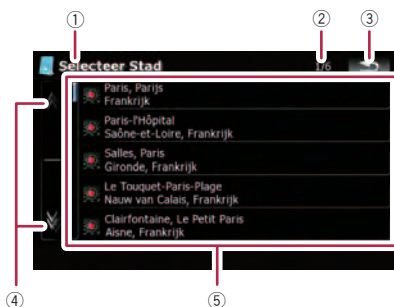 ① ② ③
Selecteer Stad 1/6
Paris, Parijs
Frankrijk
Paris-l'Hôpital
Saône-et-Loire, Frankrijk
Salles, Paris
Gironde, Frankrijk
Le Touquet-Paris-Plage
Nauw van Calais, Frankrijk
Clairfontaine, Le Petit Paris
Aisne, Frankrijk
④ ⑤